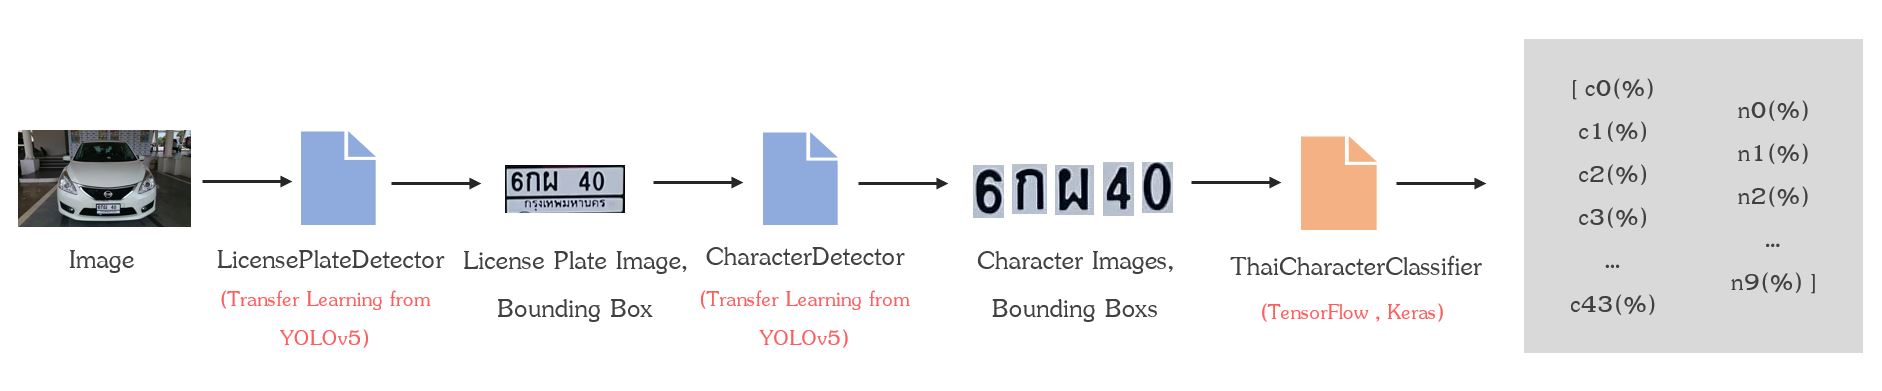 Image
LicensePlateDetector
(Transfer Learning from
YOLOv5)
6กผ 40
กรุงเทพมหานคร
License Plate Image,
Bounding Box
CharacterDetector
(Transfer Learning from
YOLOv5)
6 ก ผ 4 0
Character Images,
Bounding Boxs
ThaiCharacterClassifier
(TensorFlow , Keras)
[ c0(%)
c1(%)
c2(%)
c3(%)
...
c43(%)
n0(%)
n1(%)
n2(%)
...
n9(%) ]